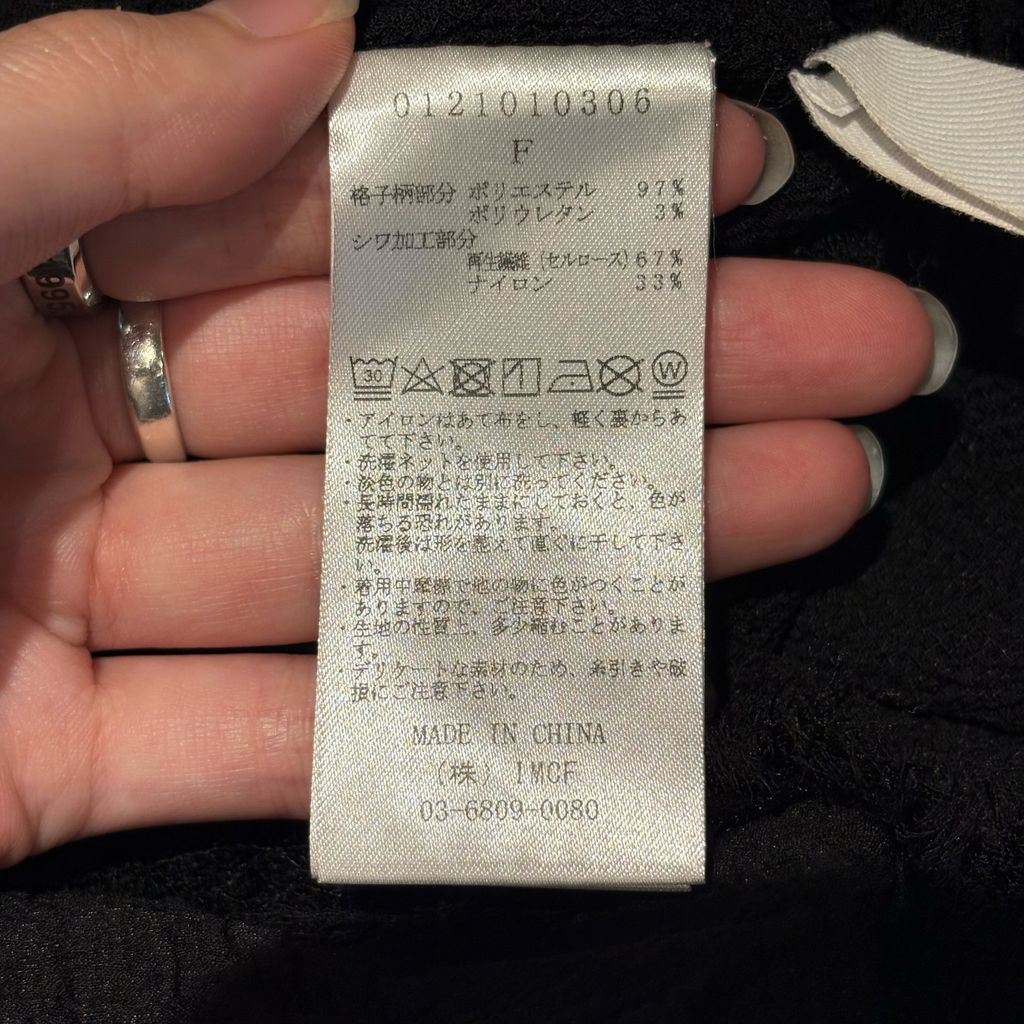 0121010306
F
格子柄部分 ポリエステル 97%
ポリウレタン 3%
シワ加工部分
再生繊維(セルロース)67%
ナイロン 33%
30 W
・アイロンはあて布をし、軽く裏からあ
てて下さい。
・洗濯ネットを使用して下さい。
・淡色の物とは別に洗ってください。
・長時間濡れたままにしておくと、色が
落ちる恐れがあります。
洗濯後は形を整えて直ぐに干して下さ
い。
・着用中摩擦で他の物に色がつくことが
ありますので、ご注意下さい。
・生地の性質上、多少縮むことがありま
す。
・デリケートな素材のため、糸引きや破
損にご注意下さい。
MADE IN CHINA
(株) IMCF
03-6809-0080